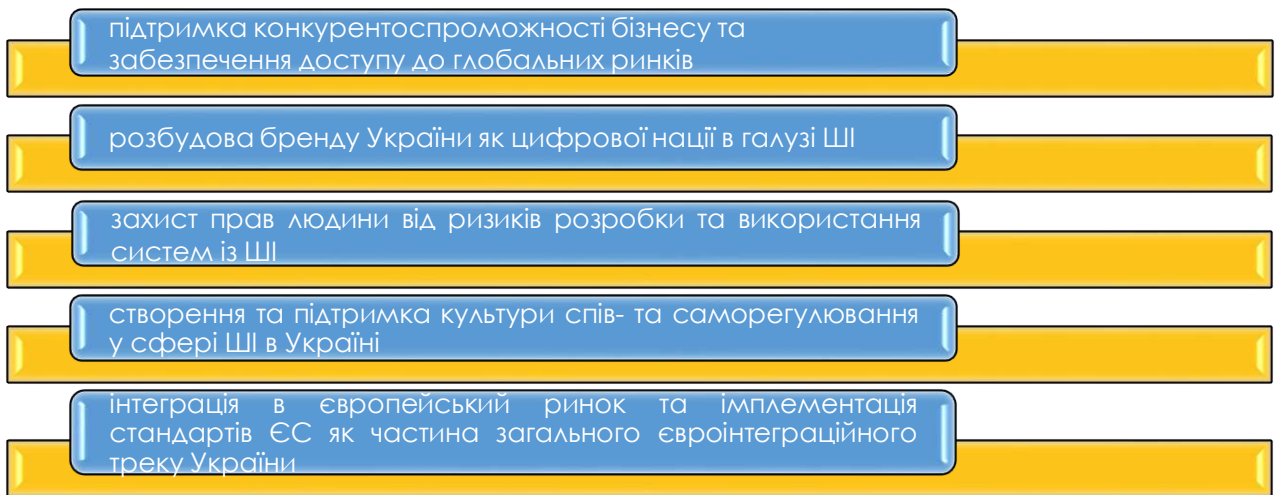 підтримка конкурентоспроможності бізнесу та
забезпечення доступу до глобальних ринків
розбудова бренду України як цифрової нації в галузі ШІ
захист прав людини від ризиків розробки та використання
систем із ШІ
створення та підтримка культури спів- та саморегулювання
у сфері ШІ в Україні
інтеграція в європейський ринок та імплементація
стандартів ЄС як частина загального євроінтеграційного
треку України